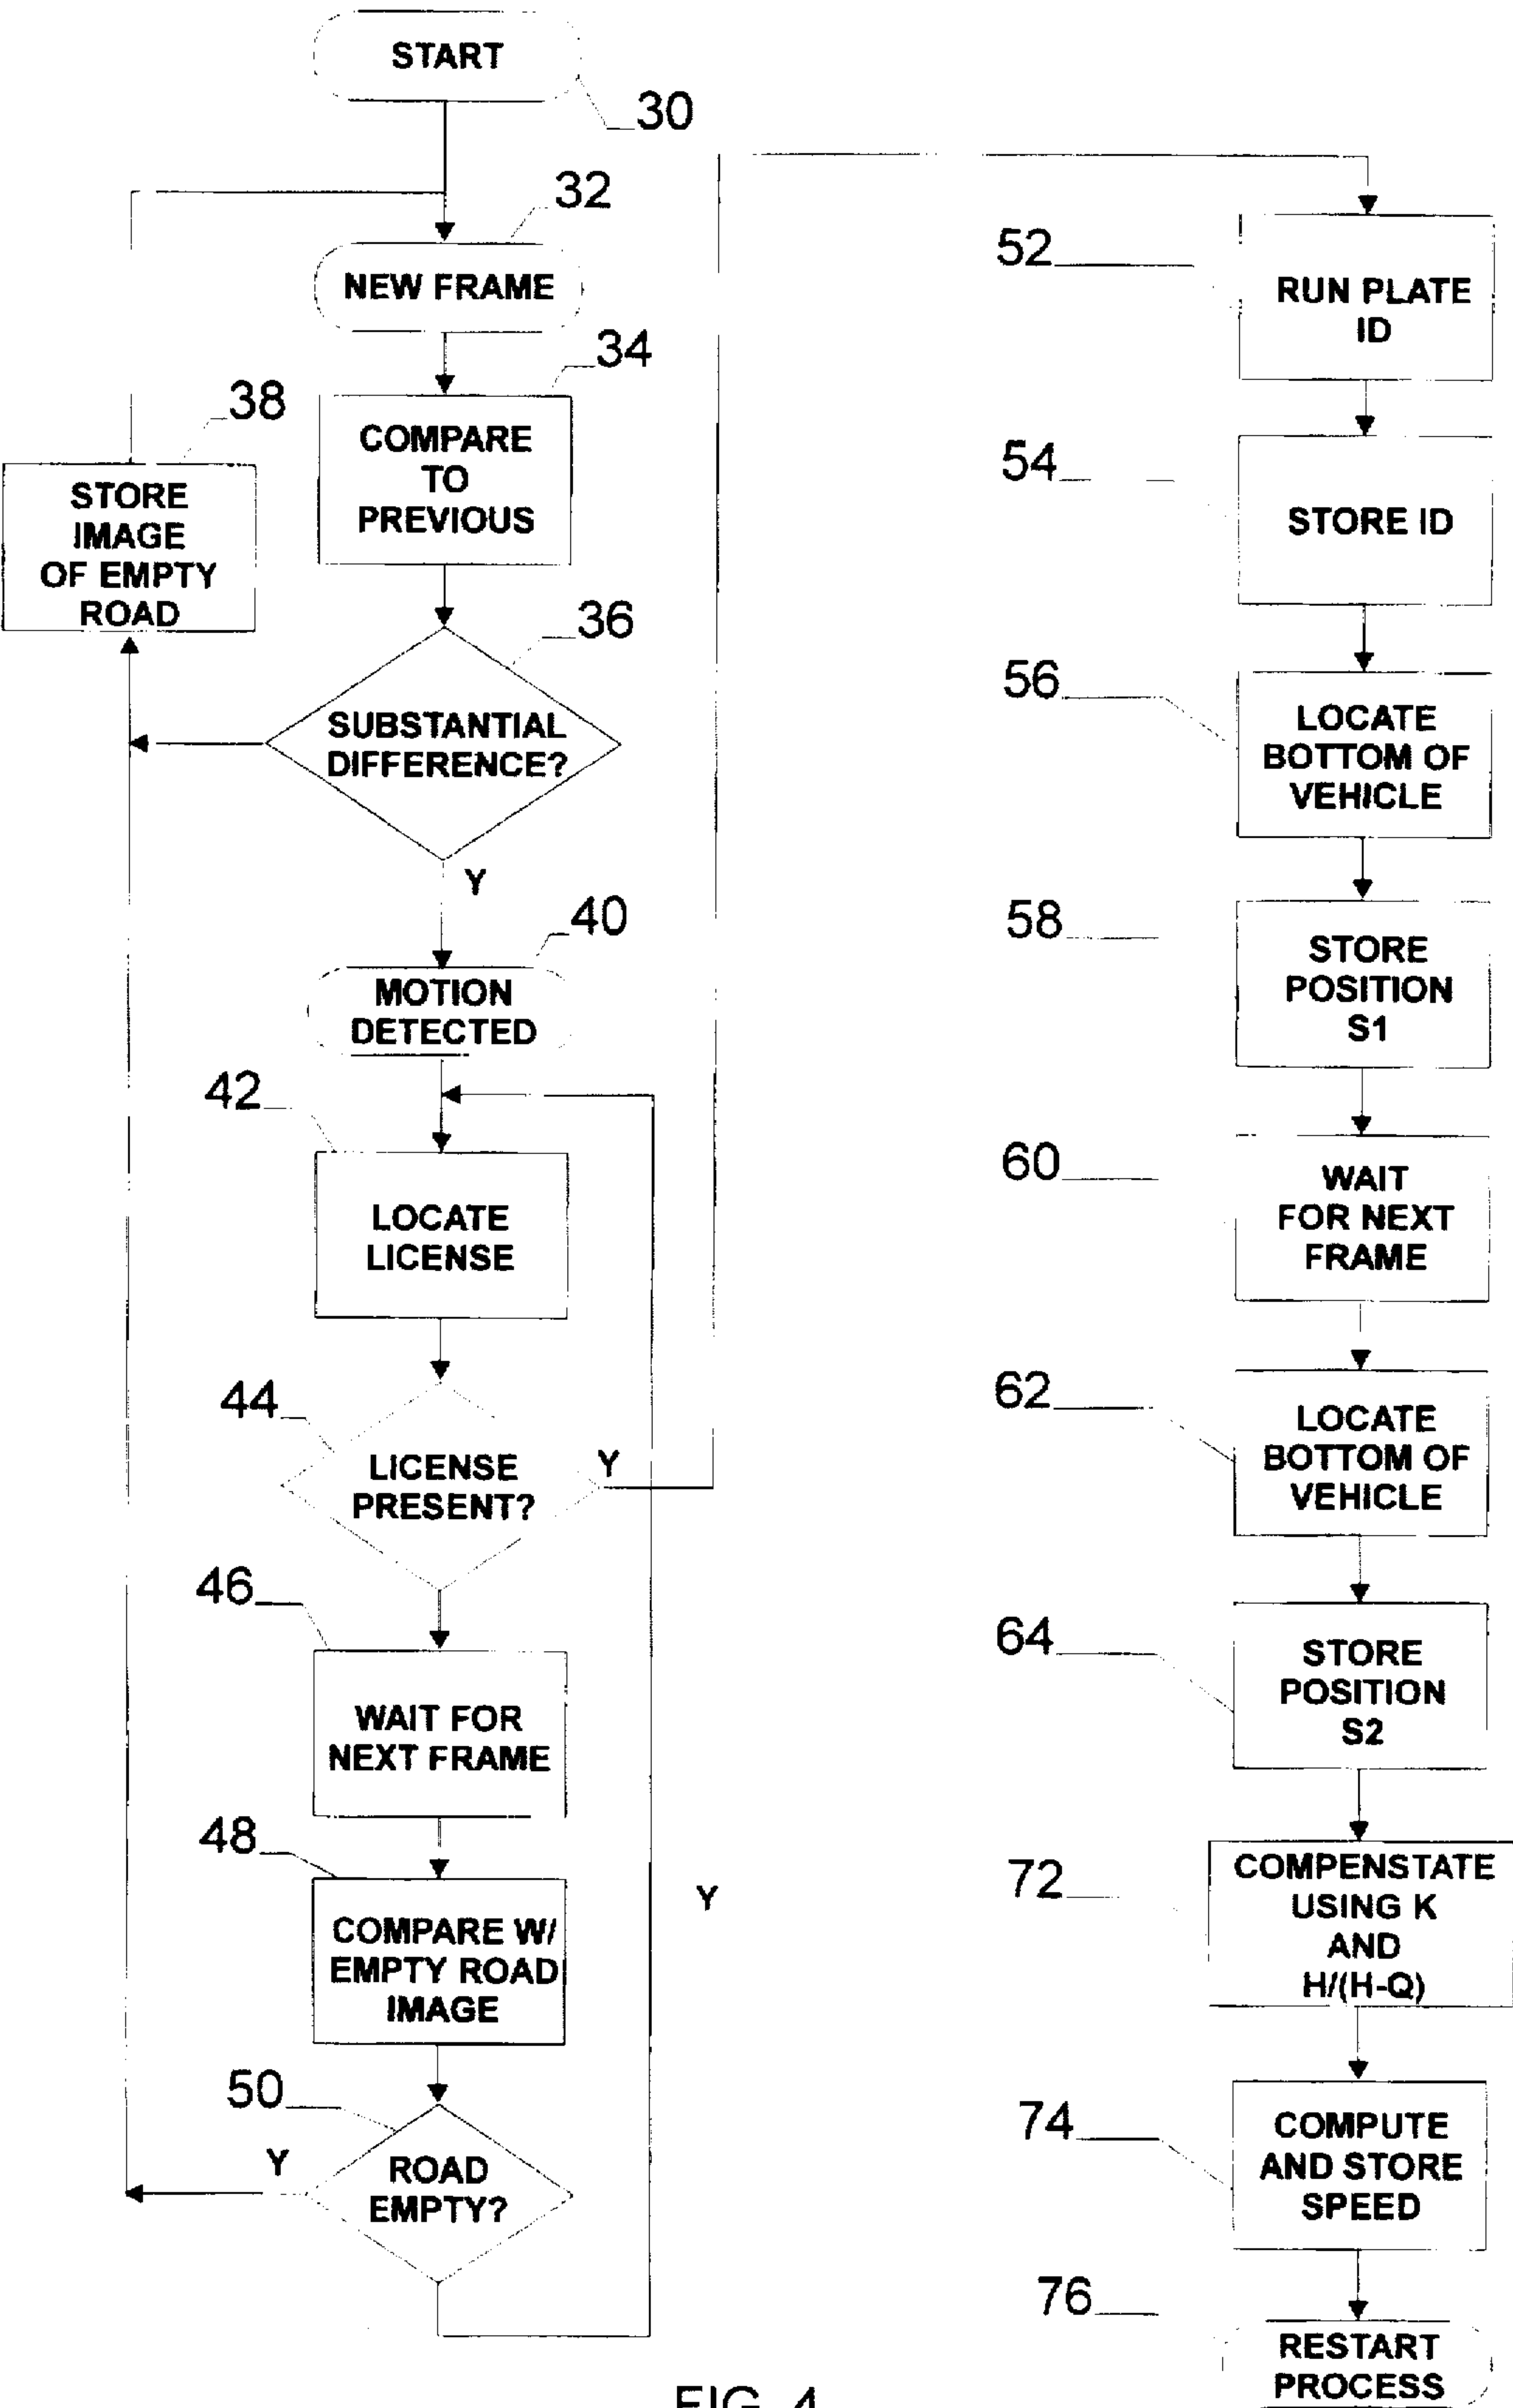 START
30
32
NEW FRAME
34
COMPARE
TO
PREVIOUS
38
STORE
IMAGE
OF EMPTY
ROAD
36
SUBSTANTIAL
DIFFERENCE?
Y
40
MOTION
DETECTED
42
LOCATE
LICENSE
44
LICENSE
PRESENT?
Y
46
WAIT FOR
NEXT FRAME
48
COMPARE W/
EMPTY ROAD
IMAGE
Y
50
ROAD
EMPTY?
Y
52
RUN PLATE
ID
54
STORE ID
56
LOCATE
BOTTOM OF
VEHICLE
58
STORE
POSITION
S1
60
WAIT
FOR NEXT
FRAME
62
LOCATE
BOTTOM OF
VEHICLE
64
STORE
POSITION
S2
72
COMPENSTATE
USING K
AND
H/(H-Q)
74
COMPUTE
AND STORE
SPEED
76
RESTART
PROCESS
FIG. 4